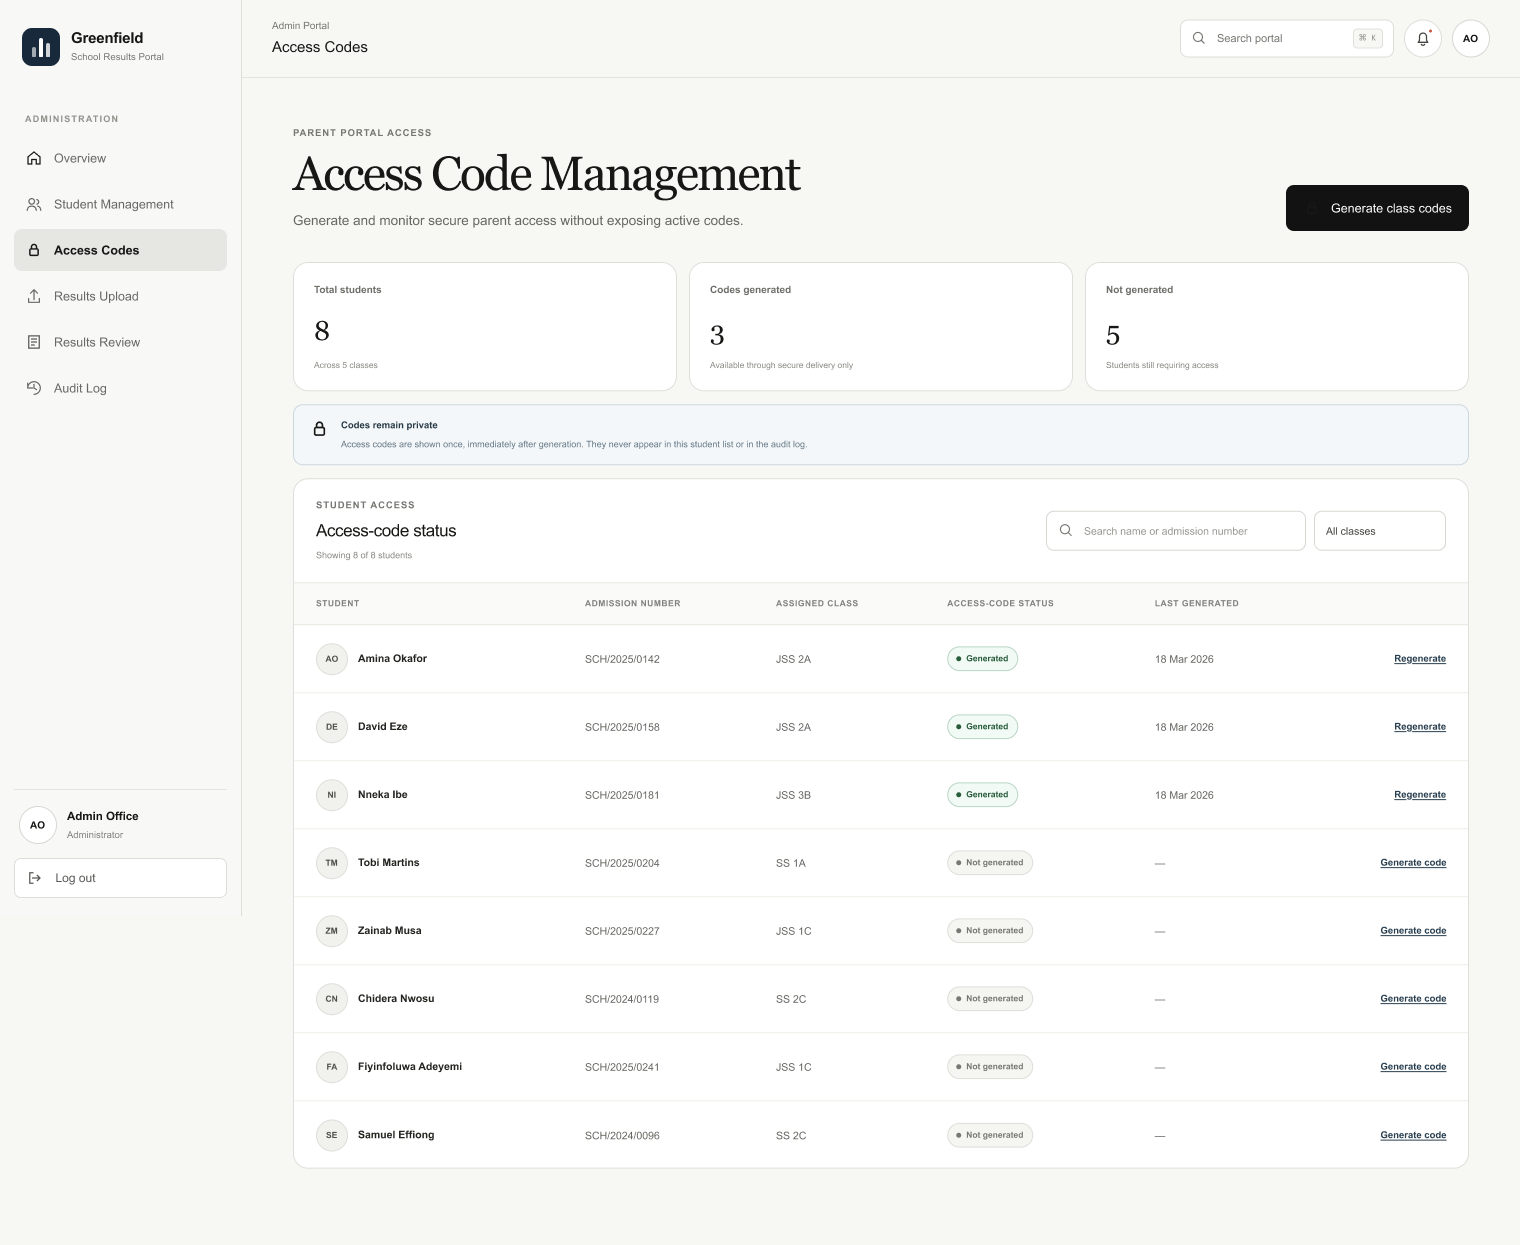 Greenfield
School Results Portal
ADMINISTRATION
Overview
Student Management
Access Codes
Results Upload
Results Review
Audit Log
AO
Admin Office
Administrator
Log out
Admin Portal
Access Codes
Search portal
⌘ K
AO
PARENT PORTAL ACCESS
Access Code Management
Generate and monitor secure parent access without exposing active codes.
Generate class codes
Total students
8
Across 5 classes
Codes generated
3
Available through secure delivery only
Not generated
5
Students still requiring access
Codes remain private
Access codes are shown once, immediately after generation. They never appear in this student list or in the audit log.
STUDENT ACCESS
Access-code status
Showing 8 of 8 students
Search name or admission number
All classes
STUDENT ADMISSION NUMBER ASSIGNED CLASS ACCESS-CODE STATUS LAST GENERATED
AO Amina Okafor SCH/2025/0142 JSS 2A Generated 18 Mar 2026 Regenerate
DE David Eze SCH/2025/0158 JSS 2A Generated 18 Mar 2026 Regenerate
NI Nneka Ibe SCH/2025/0181 JSS 3B Generated 18 Mar 2026 Regenerate
TM Tobi Martins SCH/2025/0204 SS 1A Not generated — Generate code
ZM Zainab Musa SCH/2025/0227 JSS 1C Not generated — Generate code
CN Chidera Nwosu SCH/2024/0119 SS 2C Not generated — Generate code
FA Fiyinfoluwa Adeyemi SCH/2025/0241 JSS 1C Not generated — Generate code
SE Samuel Effiong SCH/2024/0096 SS 2C Not generated — Generate code